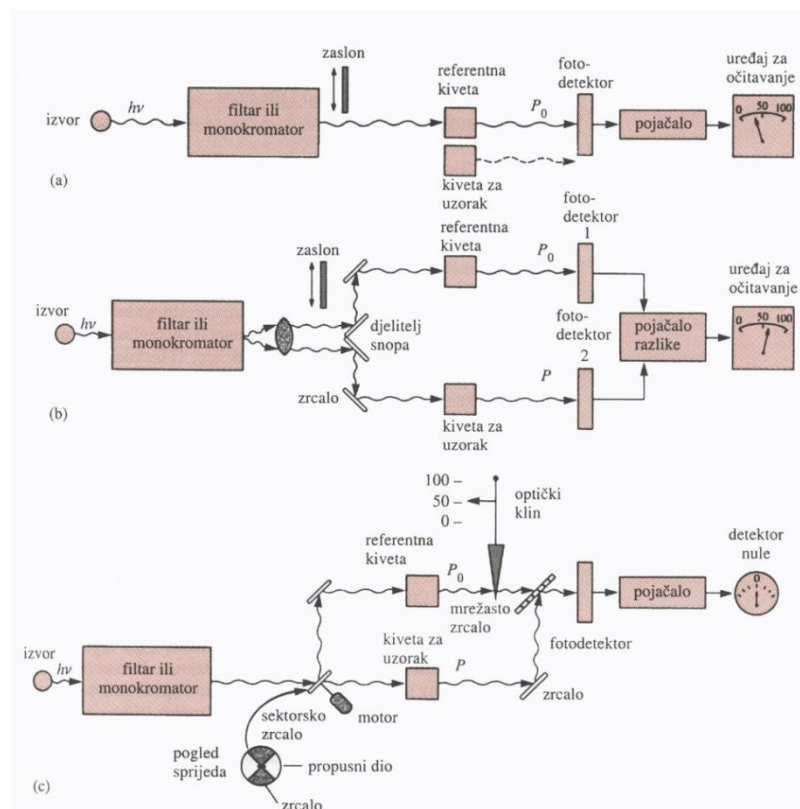 zaslon
izvor
hν
filtar ili
monokromator
referentna
kiveta
P₀
foto-
detektor
pojačalo
uređaj za
očitavanje
0 50 100
kiveta za
uzorak
(a)
zaslon
izvor
hν
filtar ili
monokromator
djelitelj
snopa
zrcalo
referentna
kiveta
P₀
foto-
detektor
1
foto-
detektor
2
kiveta za
uzorak
P
pojačalo
razlike
uređaj za
očitavanje
0 50 100
(b)
100 –
50 –
0 –
optički
klin
referentna
kiveta
P₀
mrežasto
zrcalo
detektor
nule
0
pojačalo
fotodetektor
izvor
hν
filtar ili
monokromator
kiveta za
uzorak
P
zrcalo
sektorsko
zrcalo
motor
pogled
sprijeda
propusni dio
zrcalo
(c)